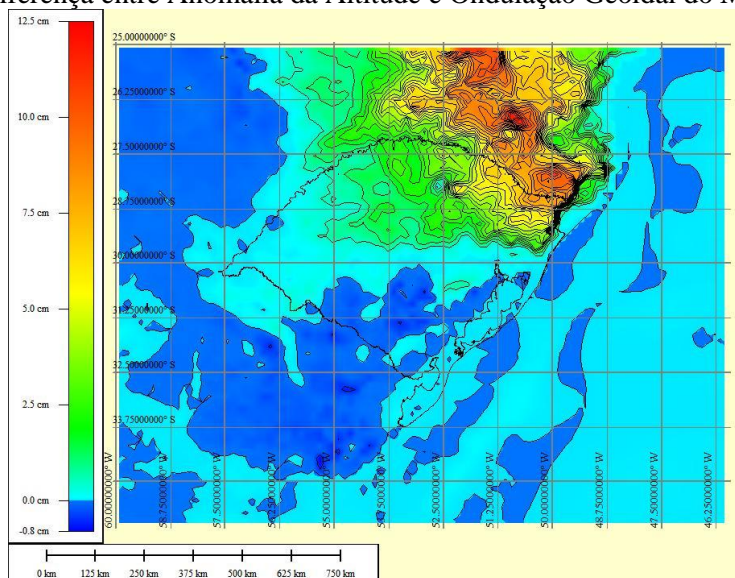 iferença entre Anomalia da Altitude e Ondulação Geoidal do M
12.5 cm
10.0 cm
7.5 cm
5.0 cm
2.5 cm
0.0 cm
-0.8 cm
25.00000000° S
26.25000000° S
27.50000000° S
28.75000000° S
30.00000000° S
31.25000000° S
32.50000000° S
33.75000000° S
60.00000000° W
58.75000000° W
57.50000000° W
56.25000000° W
55.00000000° W
53.75000000° W
52.50000000° W
51.25000000° W
50.00000000° W
48.75000000° W
47.50000000° W
46.25000000° W
0 km 125 km 250 km 375 km 500 km 625 km 750 km